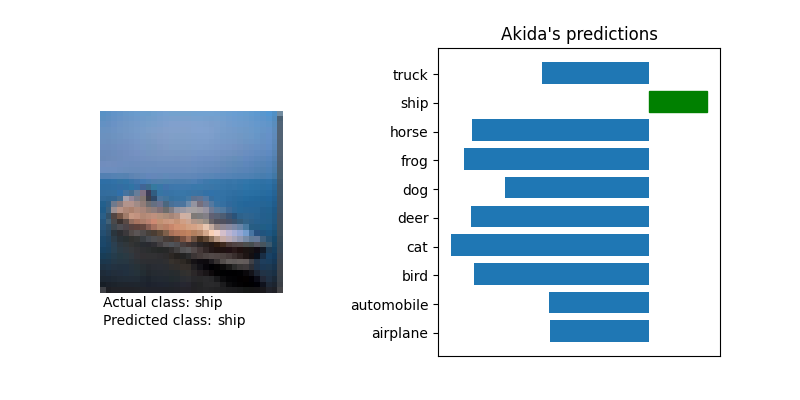 Akida's predictions
truck
ship
horse
frog
dog
deer
cat
bird
automobile
airplane
Actual class: ship
Predicted class: ship